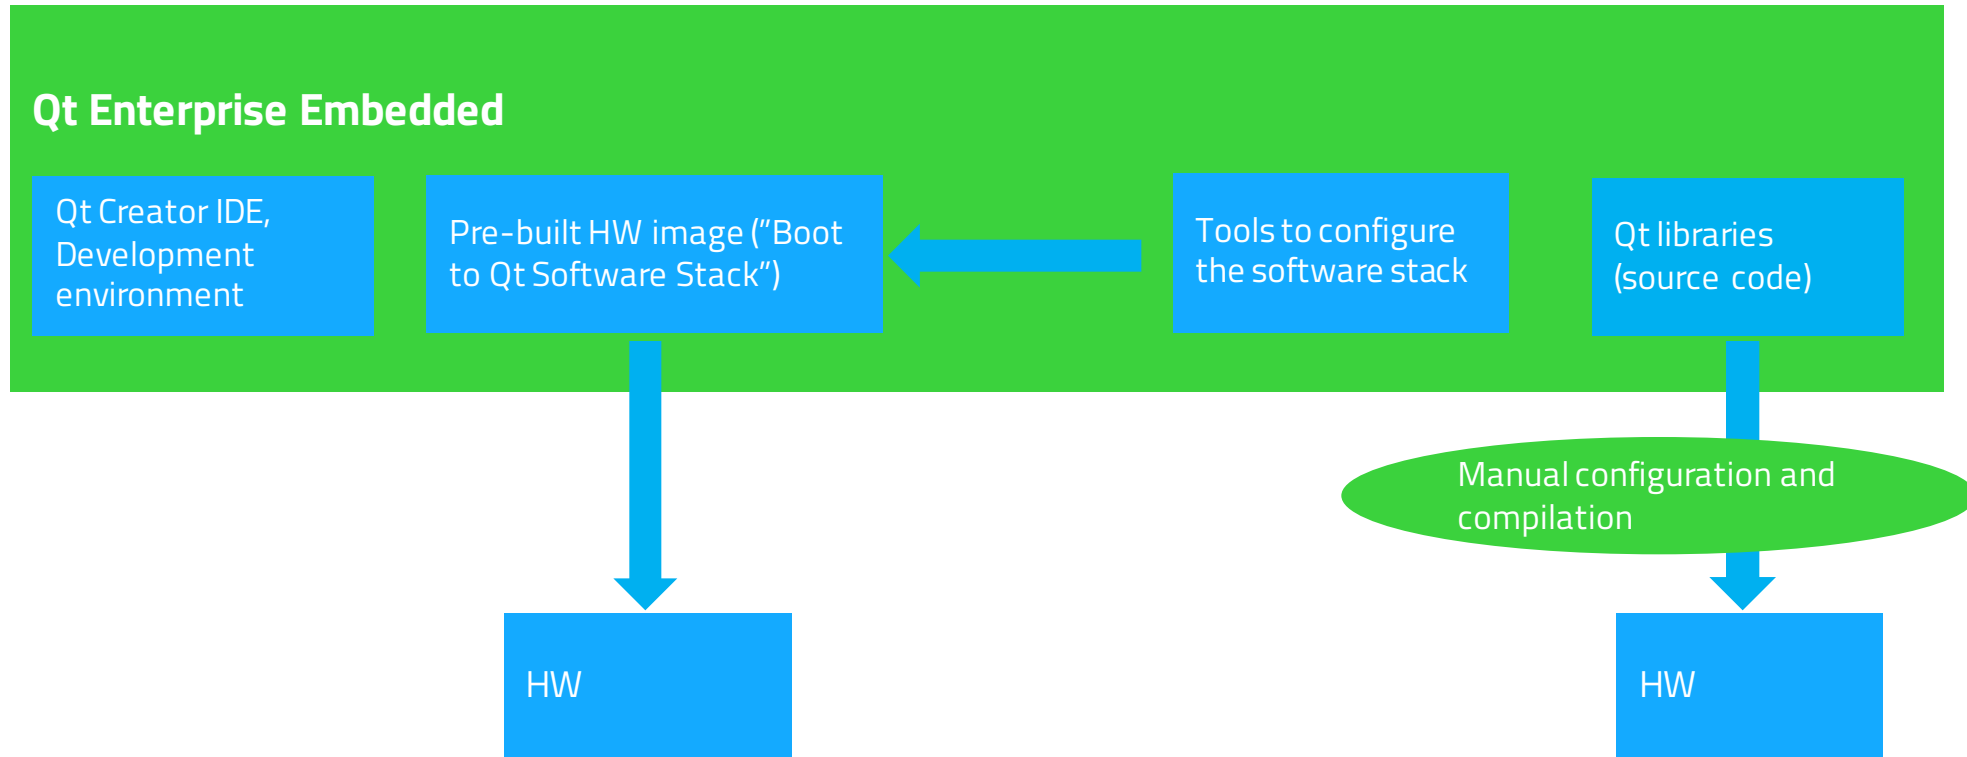 Qt Enterprise Embedded
Qt Creator IDE,
Development
environment
Pre-built HW image (”Boot
to Qt Software Stack”)
Tools to configure
the software stack
Qt libraries
(source code)
Manual configuration and
compilation
HW
HW